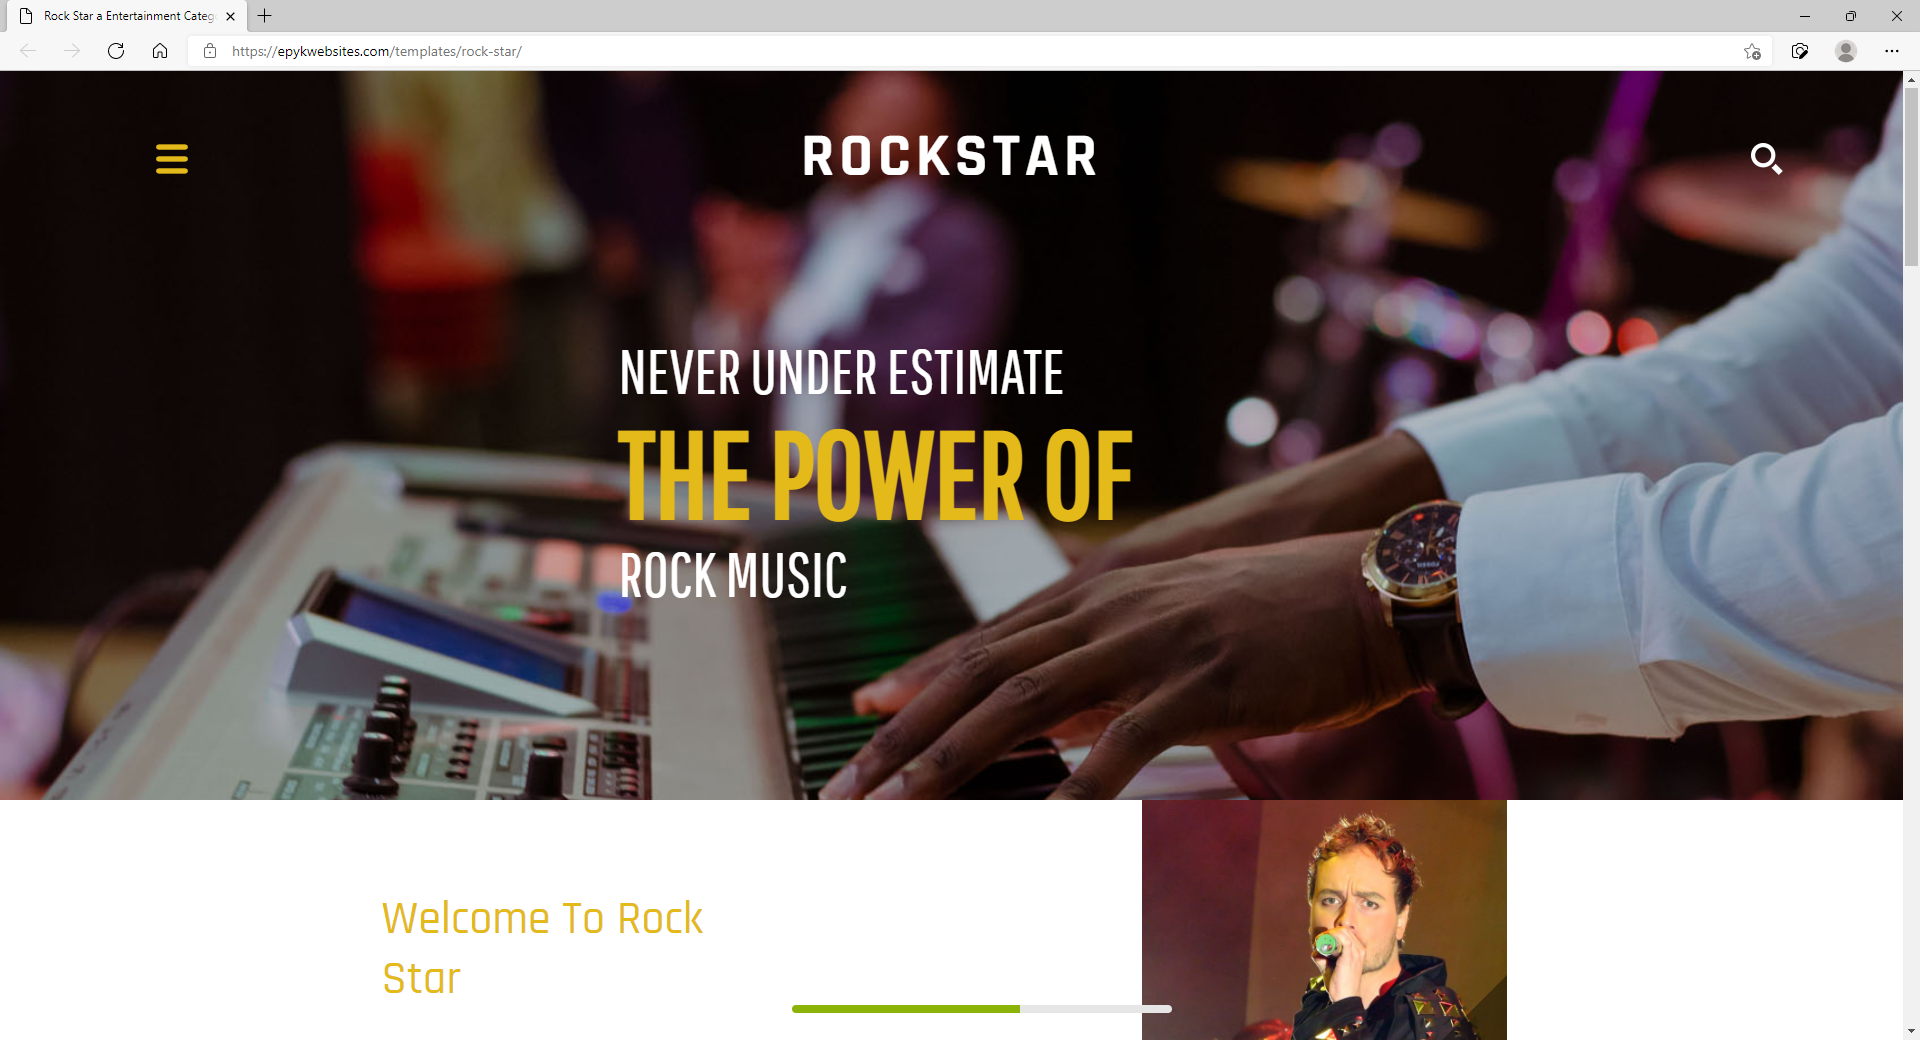 Rock Star a Entertainment Categ
https://epykwebsites.com/templates/rock-star/
ROCKSTAR
NEVER UNDER ESTIMATE
THE POWER OF
ROCK MUSIC
Welcome To Rock
Star